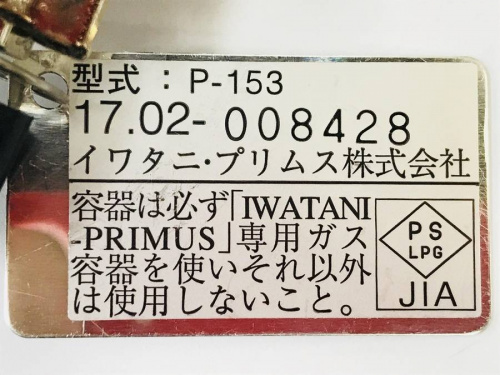 型式：P-153
17.02-008428
イワタニ・プリムス株式会社
容器は必ず「IWATANI
-PRIMUS」専用ガス
容器を使いそれ以外
は使用しないこと。
PS
LPG
JIA